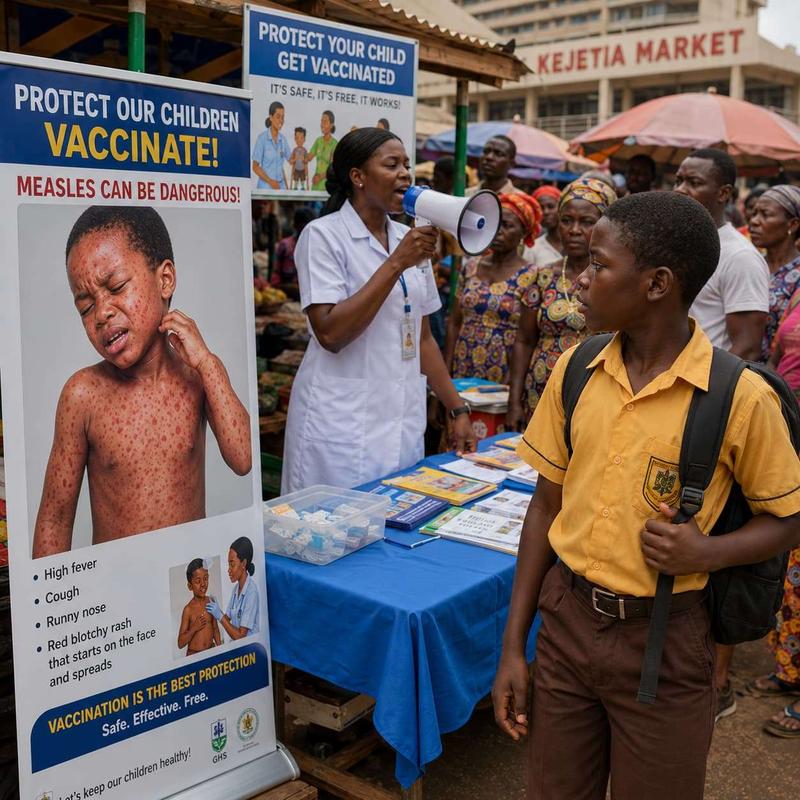 PROTECT OUR CHILDREN
VACCINATE!
MEASLES CAN BE DANGEROUS!
• High fever
• Cough
• Runny nose
• Red blotchy rash
that starts on the face
and spreads
VACCINATION IS THE BEST PROTECTION
Safe. Effective. Free.
GHS
Let's keep our children healthy!
PROTECT YOUR CHILD
GET VACCINATED
IT'S SAFE, IT'S FREE, IT WORKS!
KEJETIA MARKET